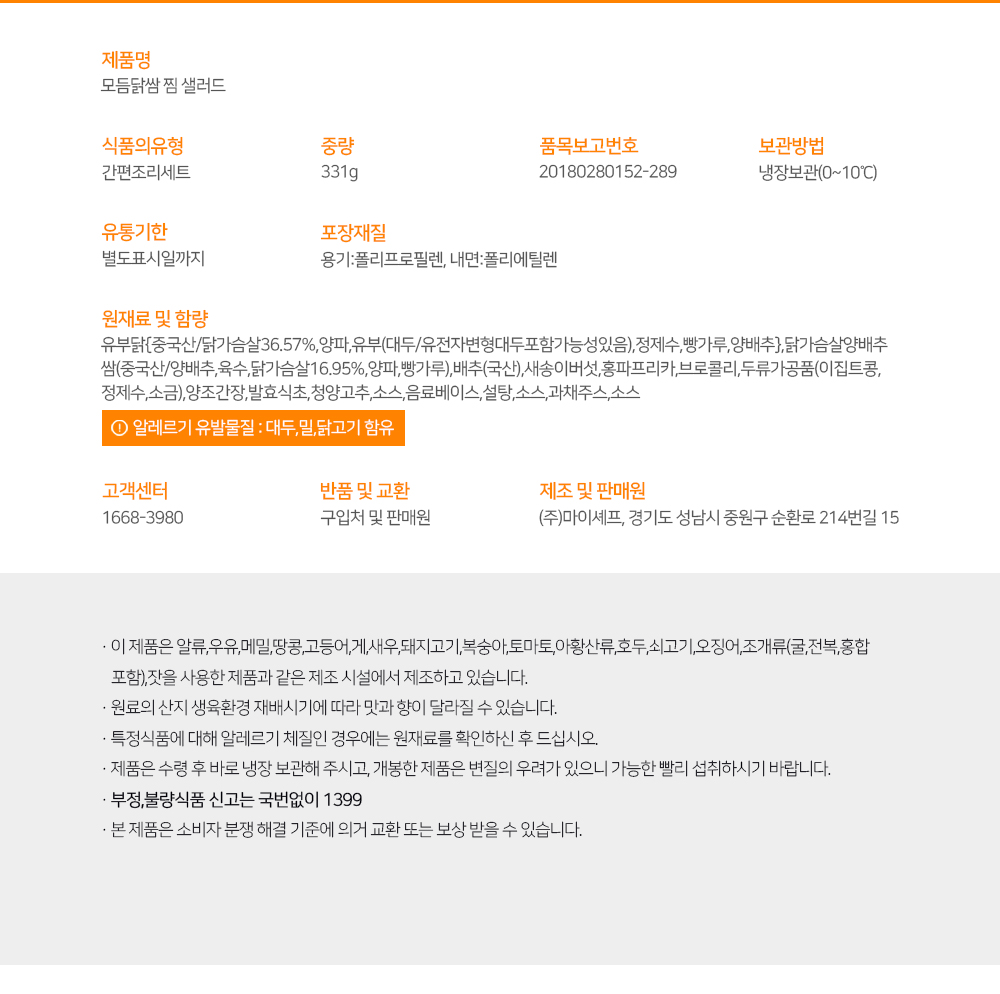 제품명
모듬닭쌈 찜 샐러드
식품의유형
간편조리세트
중량
331g
품목보고번호
20180280152-289
보관방법
냉장보관(0~10℃)
유통기한
별도표시일까지
포장재질
용기:폴리프로필렌, 내면:폴리에틸렌
원재료 및 함량
유부닭{중국산/닭가슴살36.57%,양파,유부(대두/유전자변형대두포함가능성있음),정제수,빵가루,양배추},닭가슴살양배추
쌈(중국산/양배추,육수,닭가슴살16.95%,양파,빵가루),배추(국산),새송이버섯,홍파프리카,브로콜리,두류가공품(이집트콩,
정제수,소금),양조간장,발효식초,청양고추,소스,음료베이스,설탕,소스,과채주스,소스
알레르기 유발물질 : 대두,밀,닭고기 함유
고객센터
1668-3980
반품 및 교환
구입처 및 판매원
제조 및 판매원
(주)마이셰프, 경기도 성남시 중원구 순환로 214번길 15
· 이 제품은 알류,우유,메밀,땅콩,고등어,게,새우,돼지고기,복숭아,토마토,아황산류,호두,쇠고기,오징어,조개류(굴,전복,홍합
포함),잣을 사용한 제품과 같은 제조 시설에서 제조하고 있습니다.
· 원료의 산지 생육환경 재배시기에 따라 맛과 향이 달라질 수 있습니다.
· 특정식품에 대해 알레르기 체질인 경우에는 원재료를 확인하신 후 드십시오.
· 제품은 수령 후 바로 냉장 보관해 주시고, 개봉한 제품은 변질의 우려가 있으니 가능한 빨리 섭취하시기 바랍니다.
· 부정,불량식품 신고는 국번없이 1399
· 본 제품은 소비자 분쟁 해결 기준에 의거 교환 또는 보상 받을 수 있습니다.